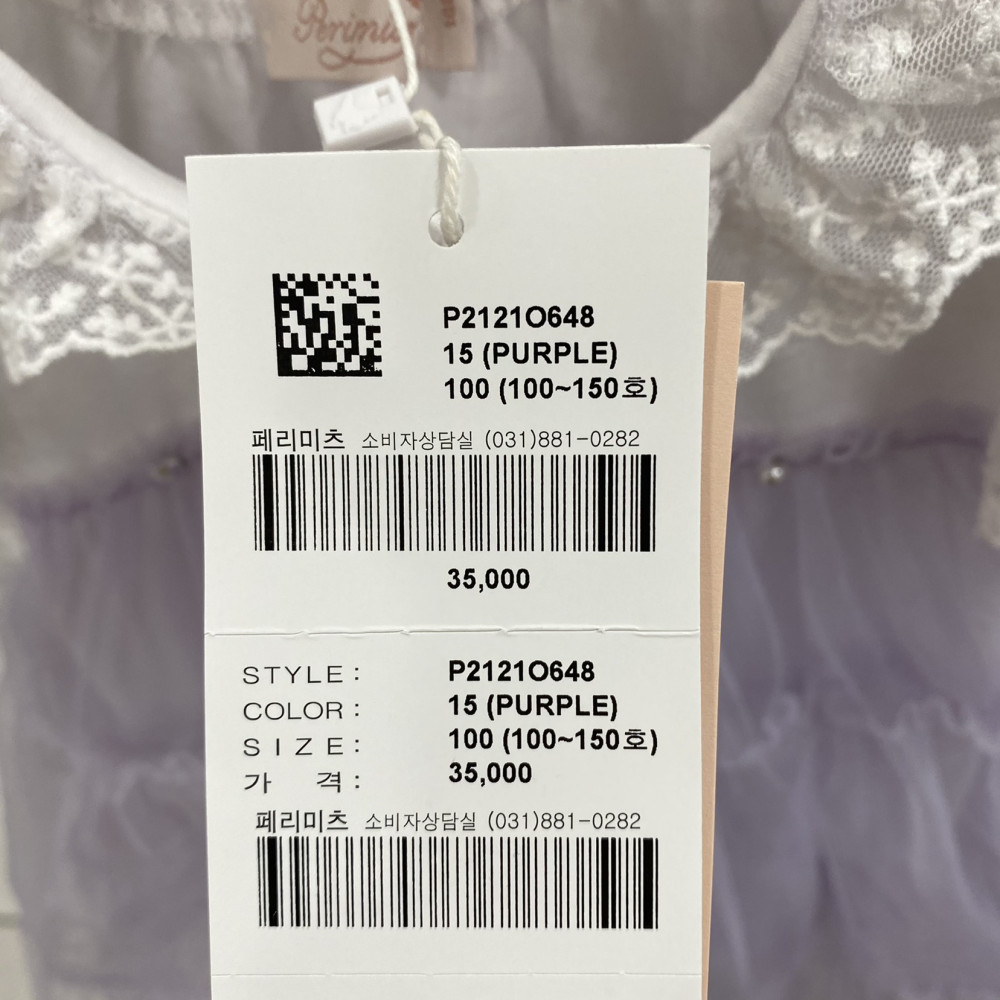 P2121O648
15 (PURPLE)
100 (100~150호)
페리미츠 소비자상담실 (031)881-0282
35,000
STYLE : P2121O648
COLOR : 15 (PURPLE)
SIZE : 100 (100~150호)
가 격 : 35,000
페리미츠 소비자상담실 (031)881-0282